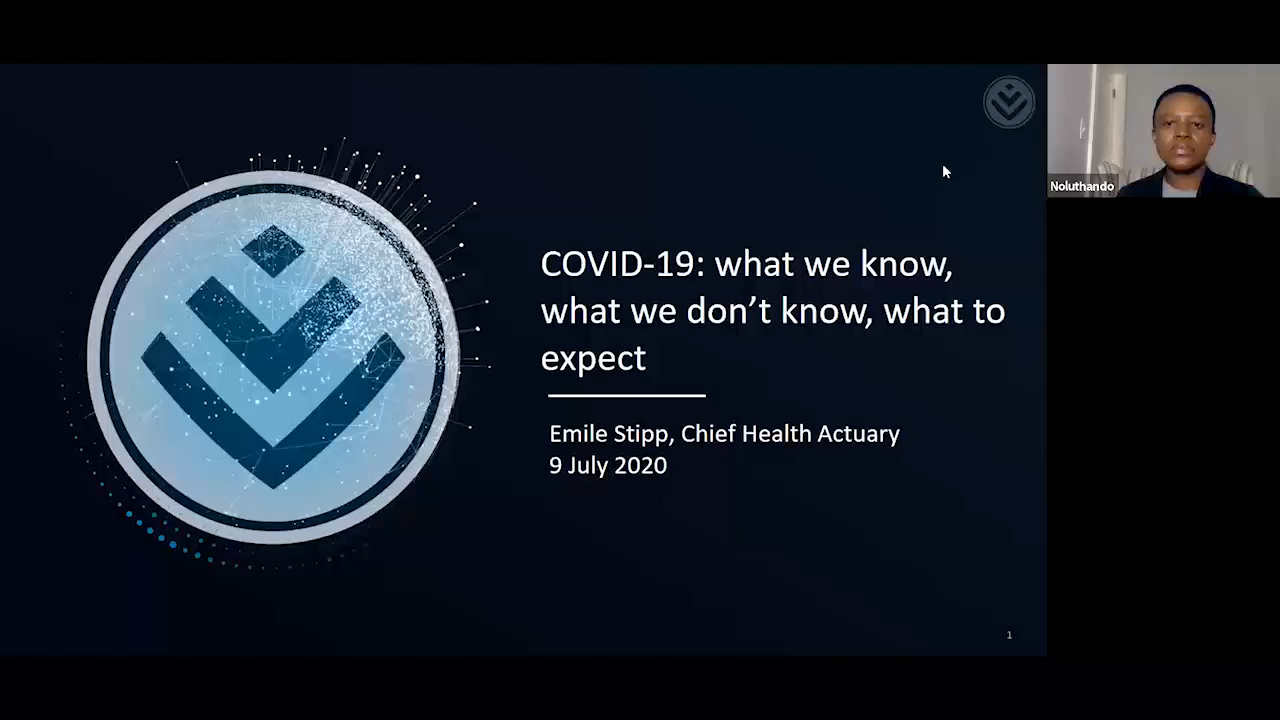 Noluthando
COVID-19: what we know,
what we don’t know, what to
expect
Emile Stipp, Chief Health Actuary
9 July 2020
1